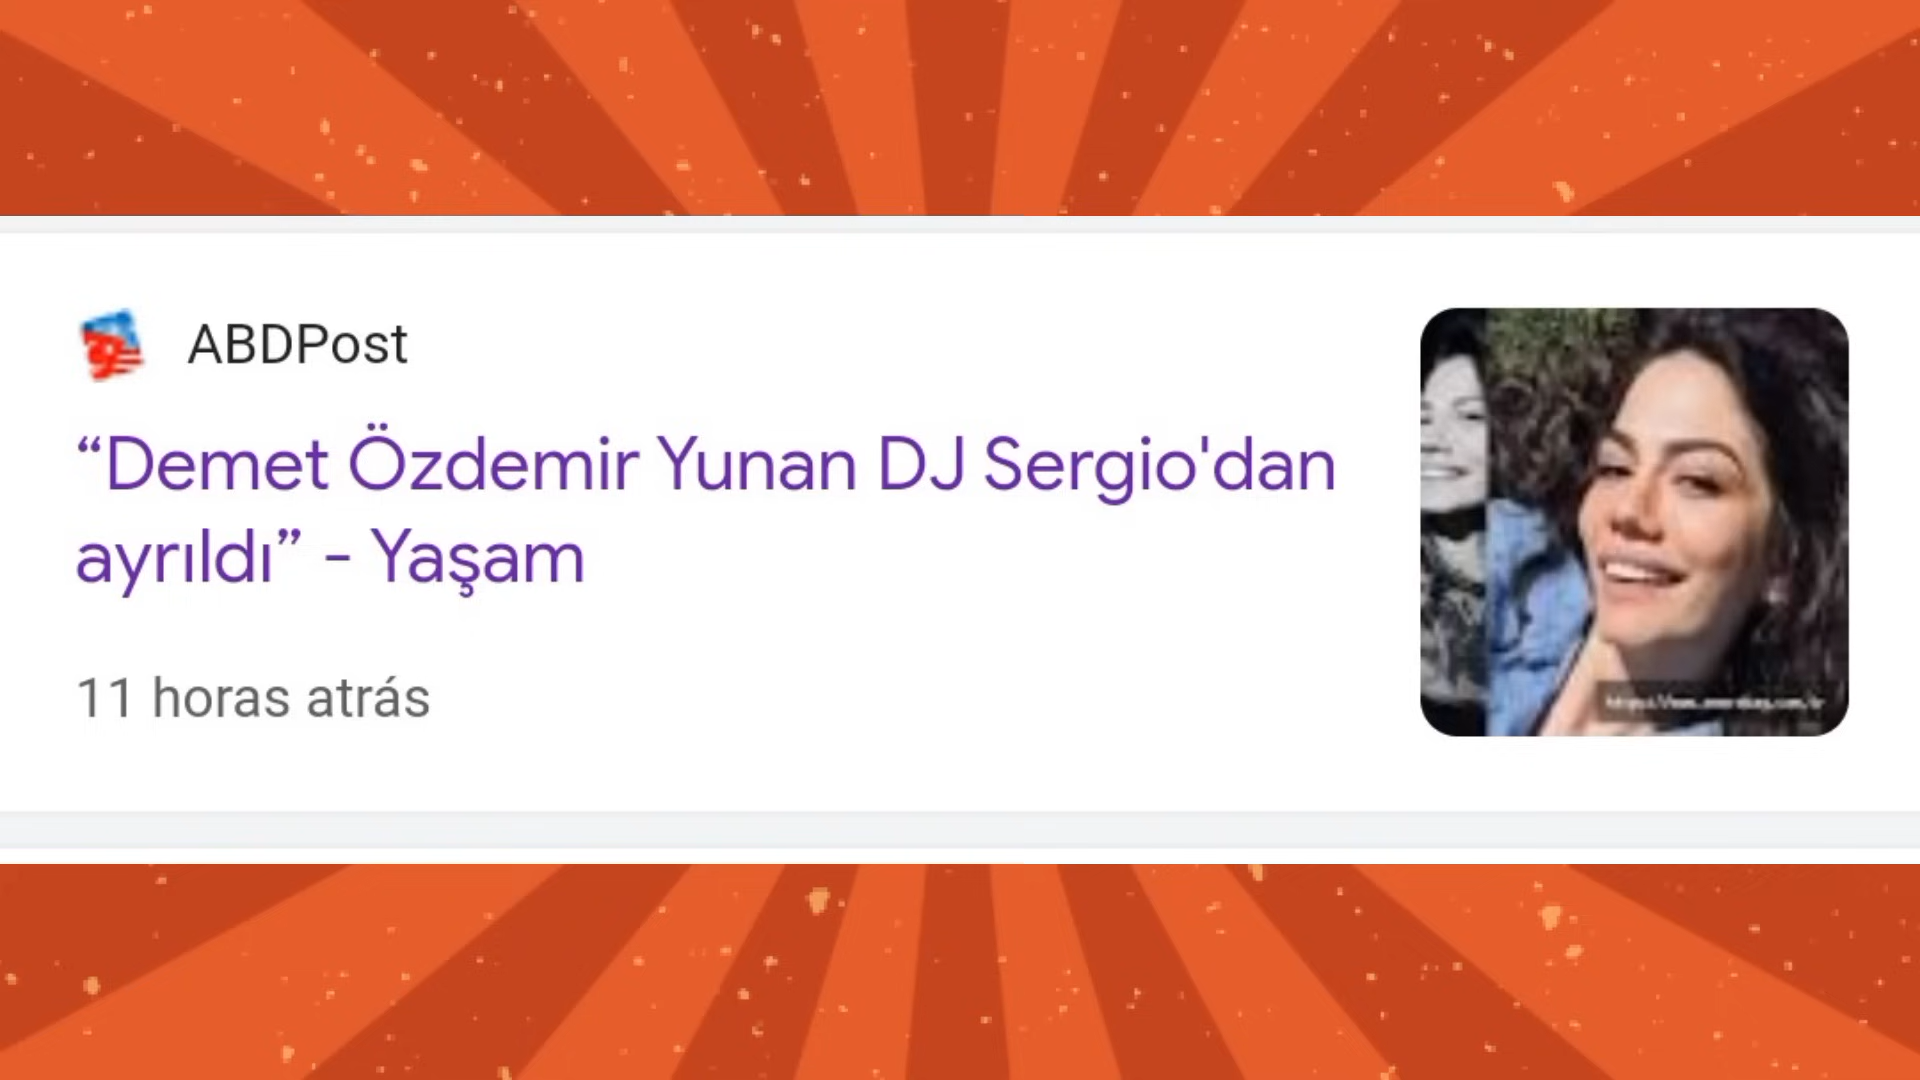 ABDPost
“Demet Özdemir Yunan DJ Sergio'dan
ayrıldı” - Yaşam
11 horas atrás